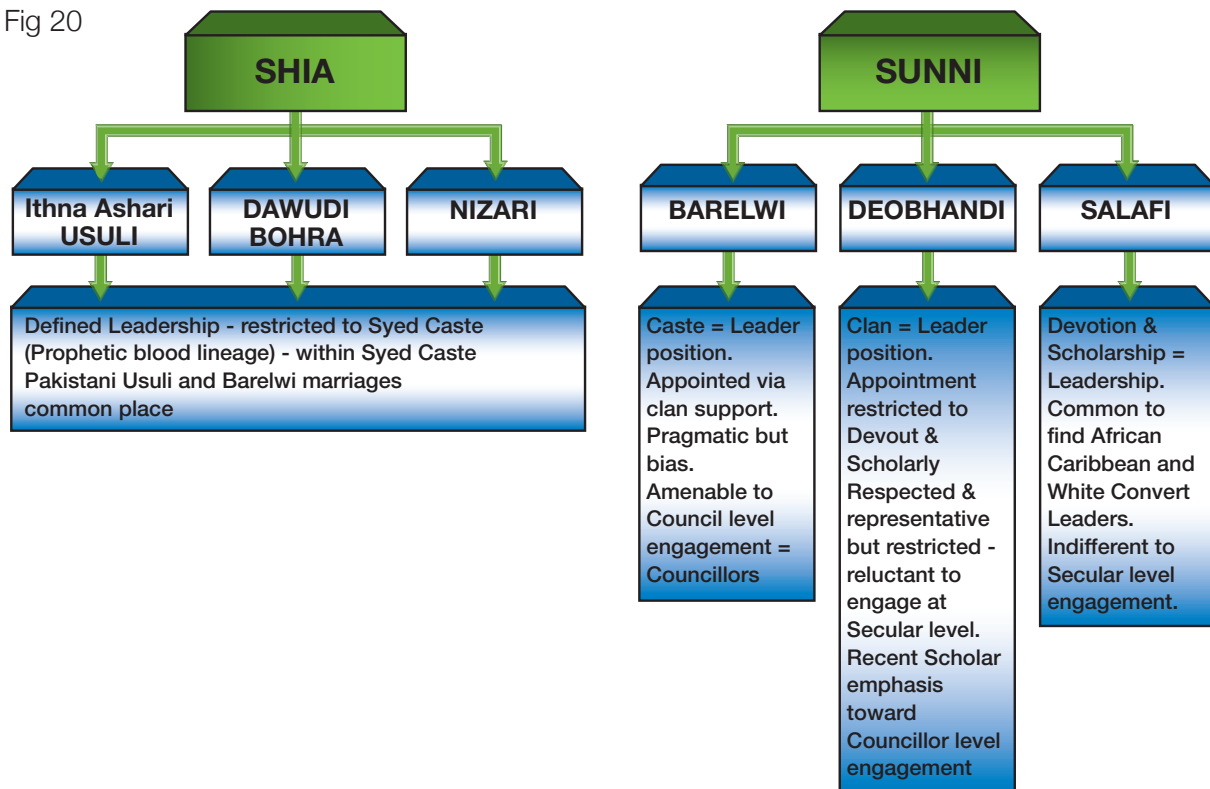 Fig 20
SHIA
SUNNI
Ithna Ashari
USULI
DAWUDI
BOHRA
NIZARI
BARELWI
DEOBHANDI
SALAFI
Defined Leadership - restricted to Syed Caste
(Prophetic blood lineage) - within Syed Caste
Pakistani Usuli and Barelwi marriages
common place
Caste = Leader
position.
Appointed via
clan support.
Pragmatic but
bias.
Amenable to
Council level
engagement =
Councillors
Clan = Leader
position.
Appointment
restricted to
Devout &
Scholarly
Respected &
representative
but restricted -
reluctant to
engage at
Secular level.
Recent Scholar
emphasis
toward
Councillor level
engagement
Devotion &
Scholarship =
Leadership.
Common to
find African
Caribbean and
White Convert
Leaders.
Indifferent to
Secular level
engagement.